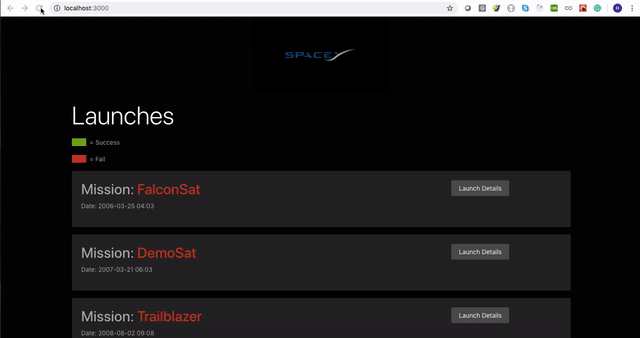 localhost:3000
SPACEX
Launches
= Success
= Fail
Mission: FalconSat
Launch Details
Date: 2006-03-25 04:03
Mission: DemoSat
Launch Details
Date: 2007-03-21 06:03
Mission: Trailblazer
Launch Details
Date: 2008-08-02 09:08